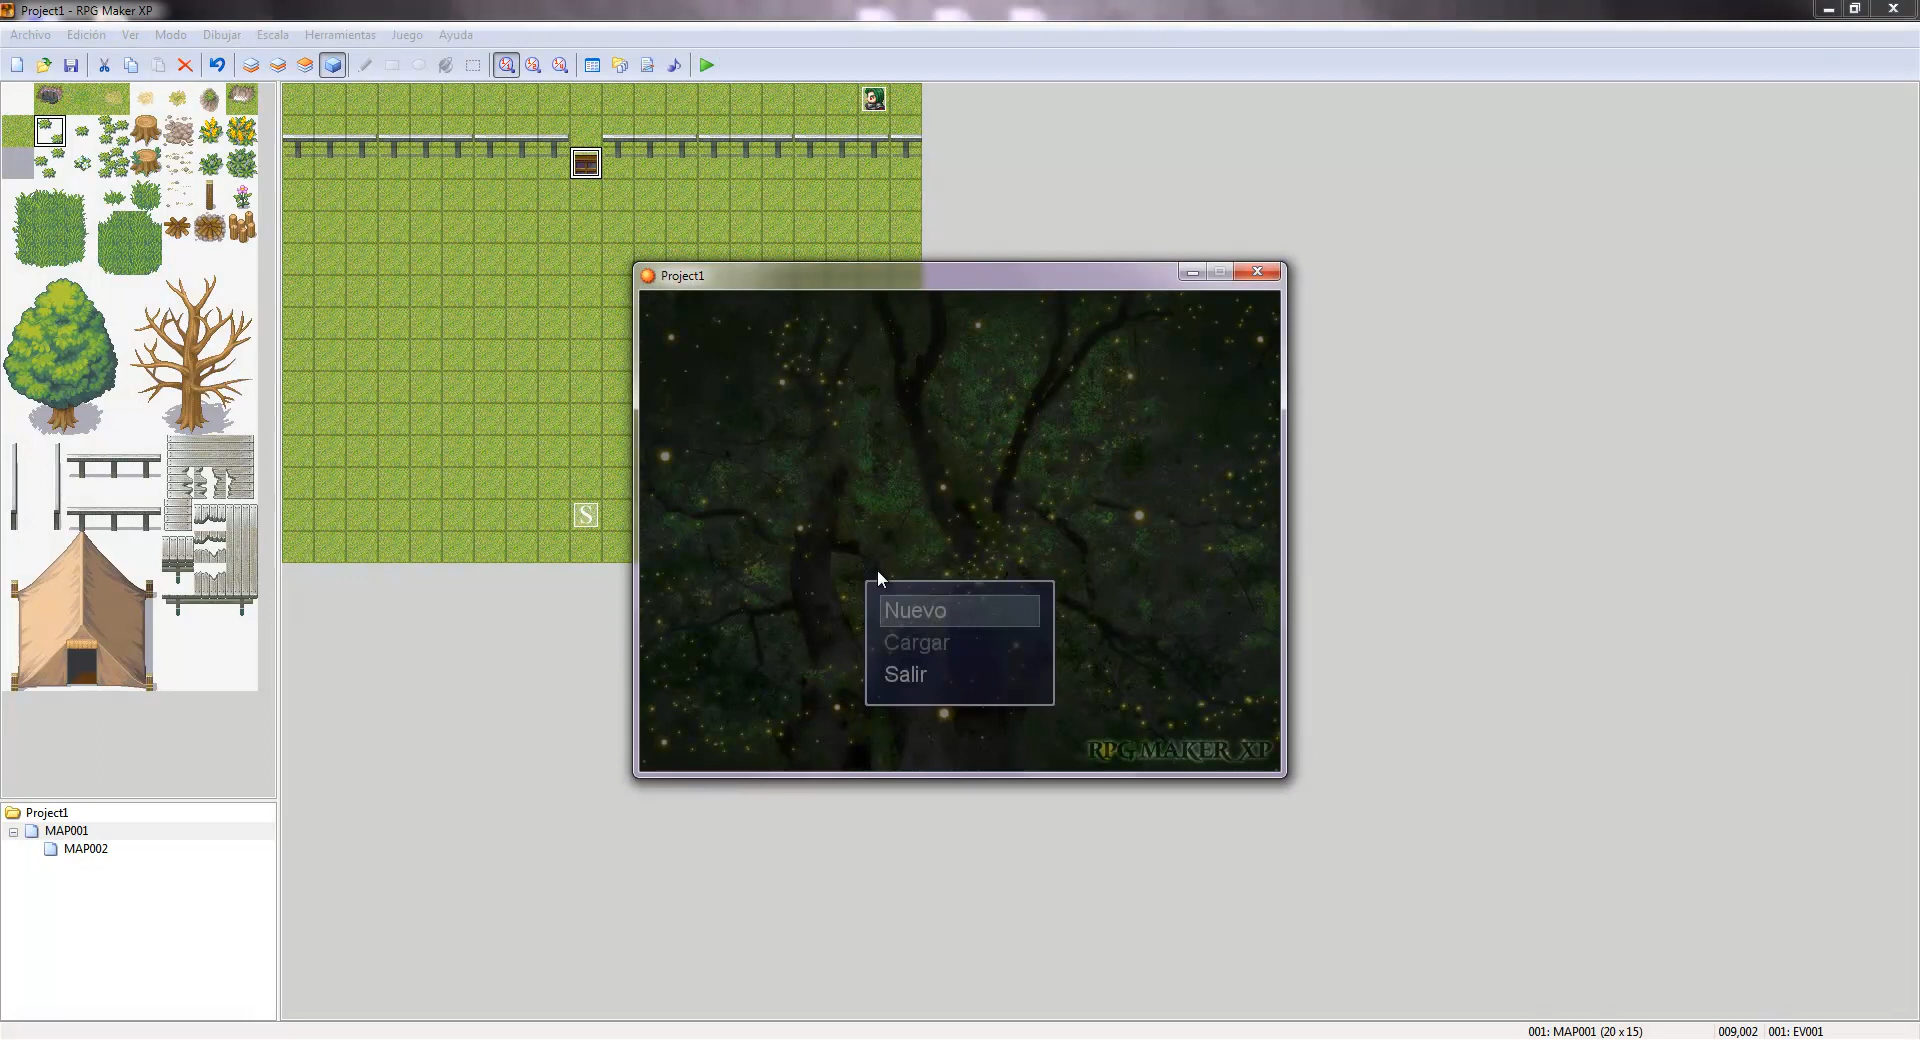 Project1 - RPG Maker XP
Archivo Edición Ver Modo Dibujar Escala Herramientas Juego Ayuda
Project1
S
Nuevo
Cargar
Salir
RPG MAKER XP
Project1
MAP001
MAP002
001: MAP001 (20 x 15) 009,002 001: EV001